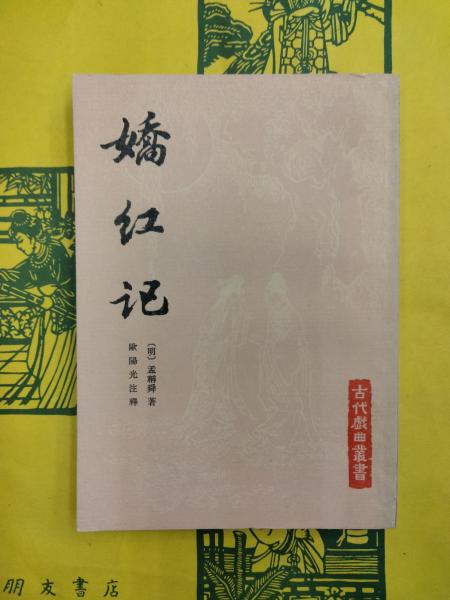 嬌红记
〔明〕孟稱舜著
歐陽光注釋
古代戲曲叢書
朋友書店